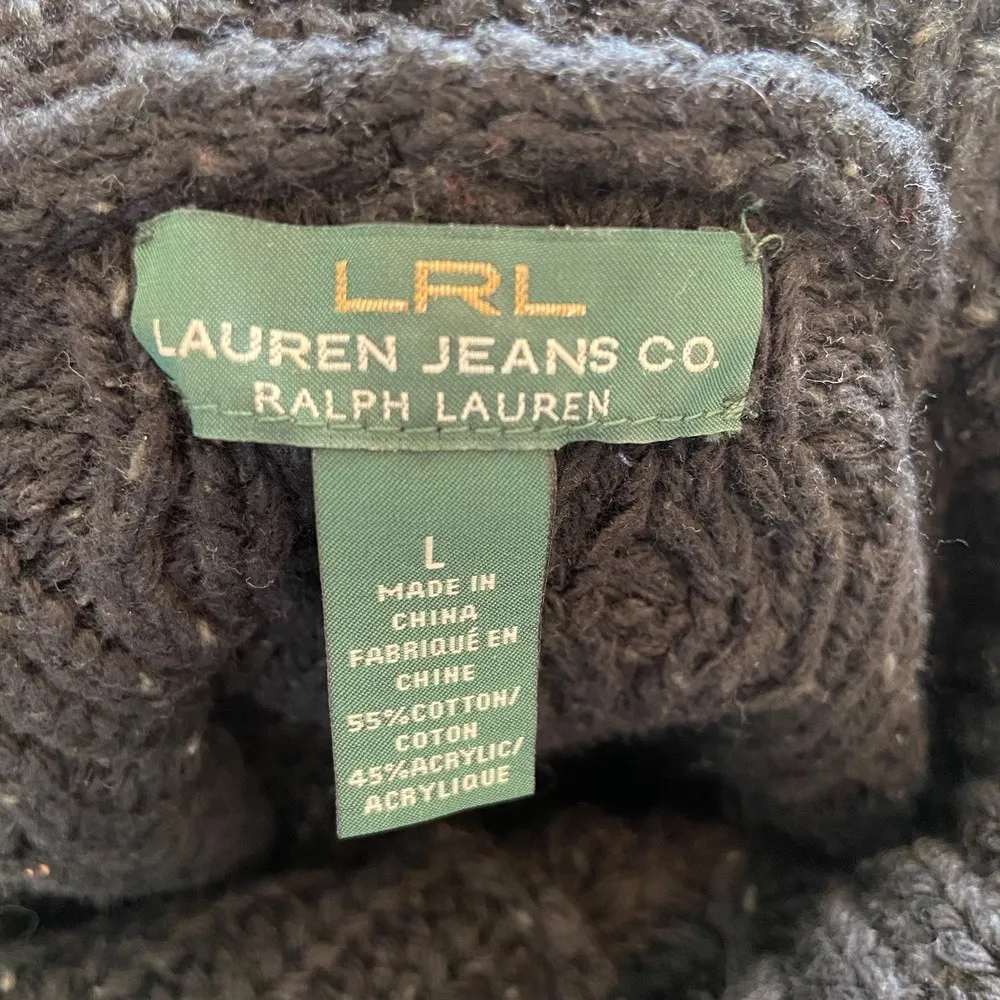 LRL
LAUREN JEANS CO.
RALPH LAUREN
L
MADE IN
CHINA
FABRIQUÉ EN
CHINE
55%COTTON/
COTON
45%ACRYLIC/
ACRYLIQUE